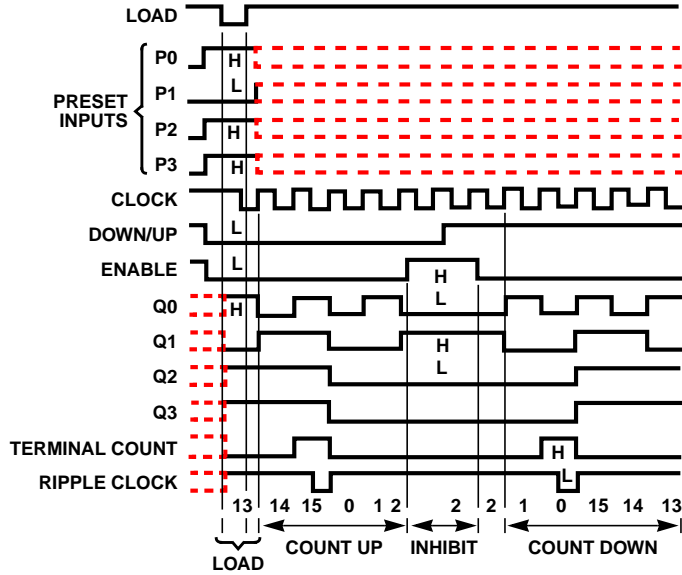 LOAD
P0 H
P1 L
PRESET
INPUTS
P2 H
P3 H
CLOCK
DOWN/UP L
ENABLE L H
Q0 H L
Q1 H
Q2 L
Q3
TERMINAL COUNT H
RIPPLE CLOCK L
13 14 15 0 1 2 2 2 1 0 15 14 13
COUNT UP INHIBIT COUNT DOWN
LOAD